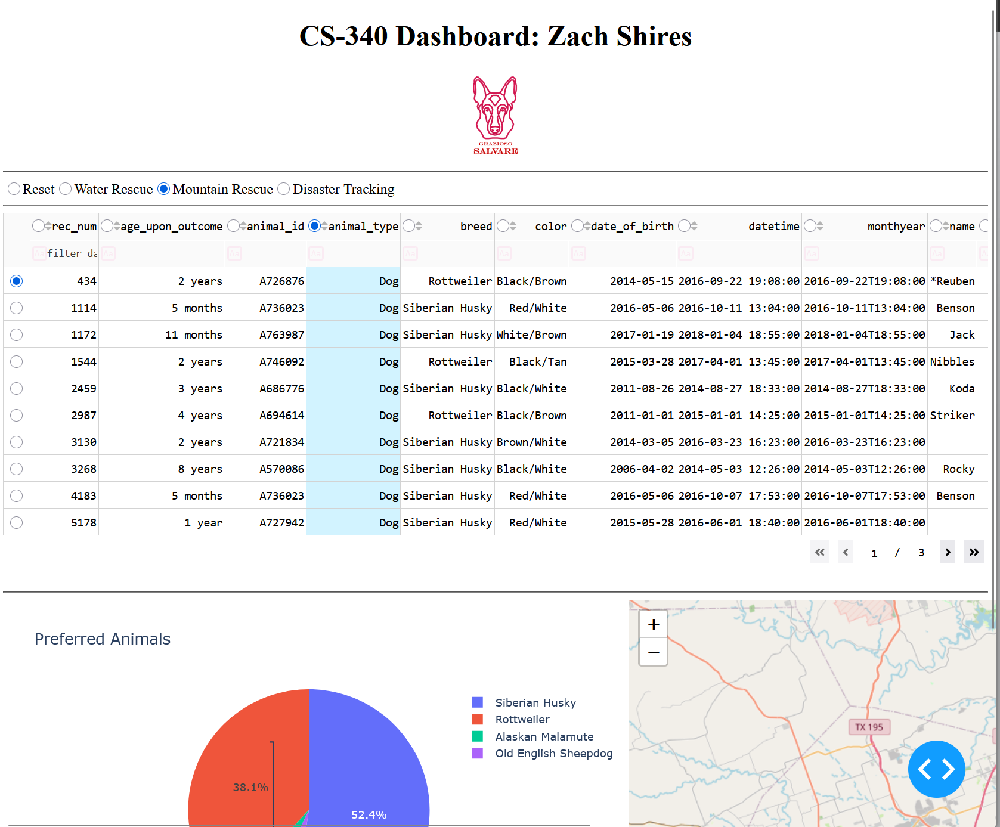 CS-340 Dashboard: Zach Shires
GRAZIOSO
SALVARE
Reset Water Rescue Mountain Rescue Disaster Tracking
rec_num age_upon_outcome animal_id animal_type breed color date_of_birth datetime monthyear name
Aa filter da Aa Aa Aa Aa Aa Aa Aa Aa Aa
434 2 years A726876 Dog Rottweiler Black/Brown 2014-05-15 2016-09-22 19:08:00 2016-09-22T19:08:00 *Reuben
1114 5 months A736023 Dog Siberian Husky Red/White 2016-05-06 2016-10-11 13:04:00 2016-10-11T13:04:00 Benson
1172 11 months A763987 Dog Siberian Husky White/Brown 2017-01-19 2018-01-04 18:55:00 2018-01-04T18:55:00 Jack
1544 2 years A746092 Dog Rottweiler Black/Tan 2015-03-28 2017-04-01 13:45:00 2017-04-01T13:45:00 Nibbles
2459 3 years A686776 Dog Siberian Husky Black/White 2011-08-26 2014-08-27 18:33:00 2014-08-27T18:33:00 Koda
2987 4 years A694614 Dog Rottweiler Black/Brown 2011-01-01 2015-01-01 14:25:00 2015-01-01T14:25:00 Striker
3130 2 years A721834 Dog Siberian Husky Brown/White 2014-03-05 2016-03-23 16:23:00 2016-03-23T16:23:00
3268 8 years A570086 Dog Siberian Husky Black/White 2006-04-02 2014-05-03 12:26:00 2014-05-03T12:26:00 Rocky
4183 5 months A736023 Dog Siberian Husky Red/White 2016-05-06 2016-10-07 17:53:00 2016-10-07T17:53:00 Benson
5178 1 year A727942 Dog Siberian Husky Red/White 2015-05-28 2016-06-01 18:40:00 2016-06-01T18:40:00
1 / 3
Preferred Animals
Siberian Husky
Rottweiler
Alaskan Malamute
Old English Sheepdog
38.1%
52.4%
+
−
TX 195